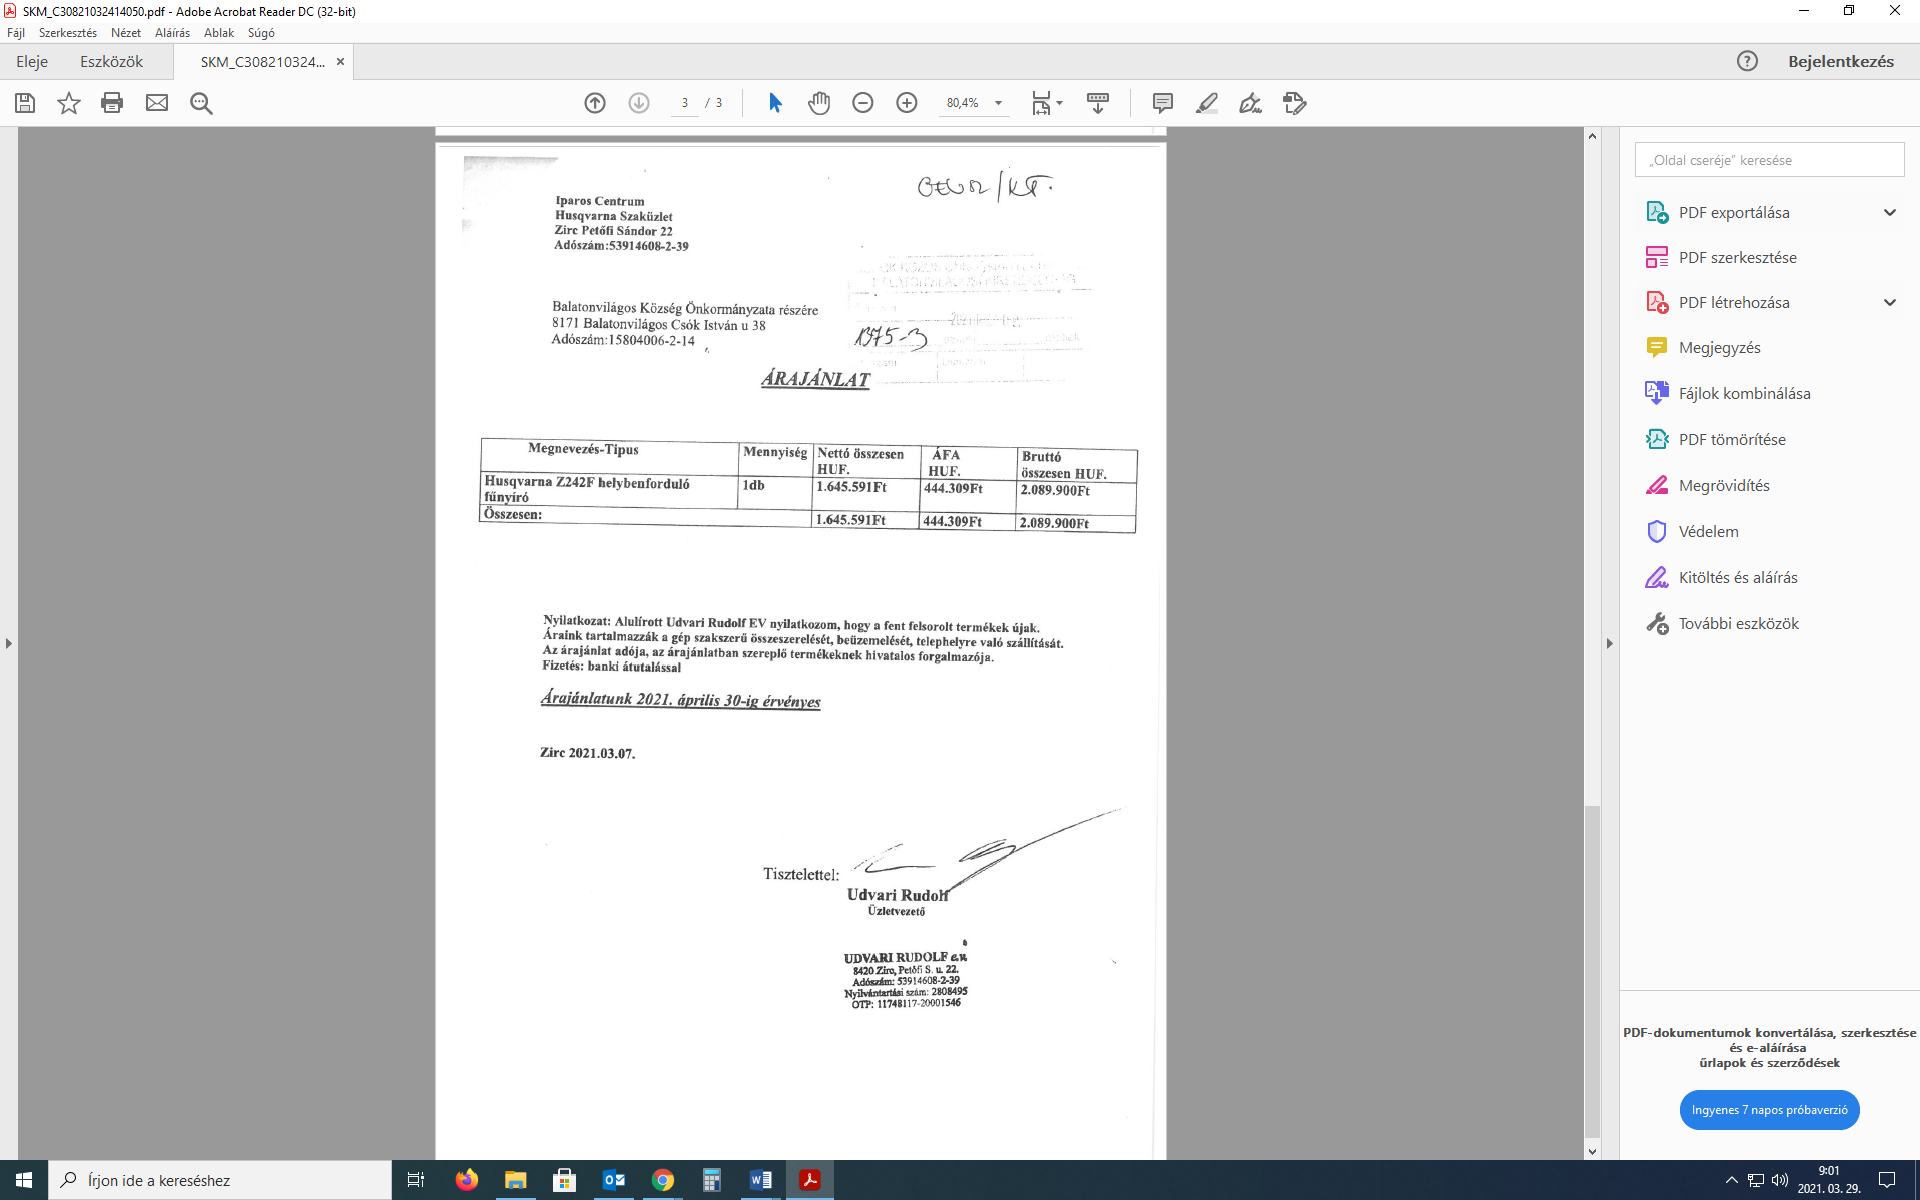 SKM_C30821032414050.pdf - Adobe Acrobat Reader DC (32-bit)
Fájl Szerkesztés Nézet Aláírás Ablak Súgó
Eleje Eszközök SKM_C308210324... × Bejelentkezés
3 / 3 80,4%
Iparos Centrum
Husqvarna Szaküzlet
Zirc Petőfi Sándor 22
Adószám:53914608-2-39
Balatonvilágos Község Önkormányzata részére
8171 Balatonvilágos Csók István u 38
Adószám:15804006-2-14
1375-3
ÁRAJÁNLAT
Megnevezés-Tipus Mennyiség Nettó összesen HUF. ÁFA HUF. Bruttó összesen HUF.
Husqvarna Z242F helybenforduló fűnyíró 1db 1.645.591Ft 444.309Ft 2.089.900Ft
Összesen: 1.645.591Ft 444.309Ft 2.089.900Ft
Nyilatkozat: Alulírott Udvari Rudolf EV nyilatkozom, hogy a fent felsorolt termékek újak.
Áraink tartalmazzák a gép szakszerű összeszerelését, beüzemelését, telephelyre való szállítását.
Az árajánlat adója, az árajánlatban szereplő termékeknek hivatalos forgalmazója.
Fizetés: banki átutalással
Árajánlatunk 2021. április 30-ig érvényes
Zirc 2021.03.07.
Tisztelettel:
Udvari Rudolf
Üzletvezető
UDVARI RUDOLF e.v.
8420 Zirc, Petőfi S. u. 22.
Adószám: 53914608-2-39
Nyilvántartási szám: 2808495
OTP: 11748117-20001546
„Oldal cseréje” keresése
PDF exportálása
PDF szerkesztése
PDF létrehozása
Megjegyzés
Fájlok kombinálása
PDF tömörítése
Megrövidítés
Védelem
Kitöltés és aláírás
További eszközök
PDF-dokumentumok konvertálása, szerkesztése
és e-aláírása
űrlapok és szerződések
Ingyenes 7 napos próbaverzió
Írjon ide a kereséshez
9:01
2021. 03. 29.